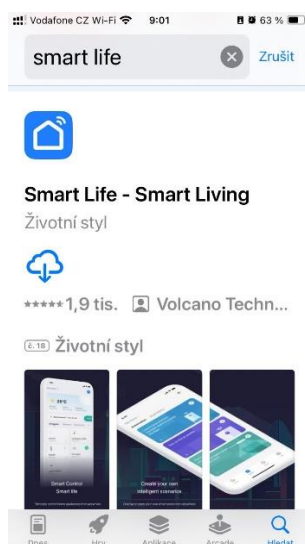 Vodafone CZ Wi-Fi 9:01 63 %
smart life Zrušit
Smart Life - Smart Living
Životní styl
1,9 tis. Volcano Techn...
č. 18 Životní styl
Smart Control
Smart life
Create your own
intelligent scenarios
Dnes Hry Aplikace Arcade Hledat